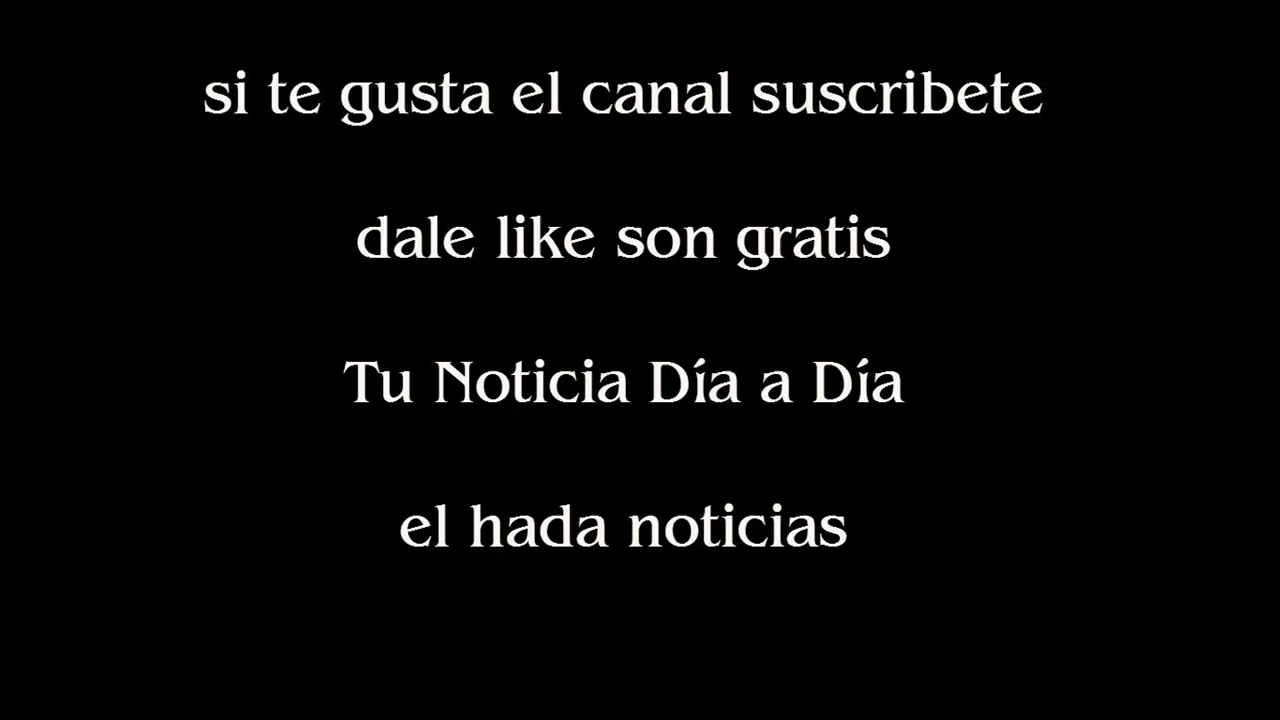 si te gusta el canal suscribete
dale like son gratis
Tu Noticia Día a Día
el hada noticias